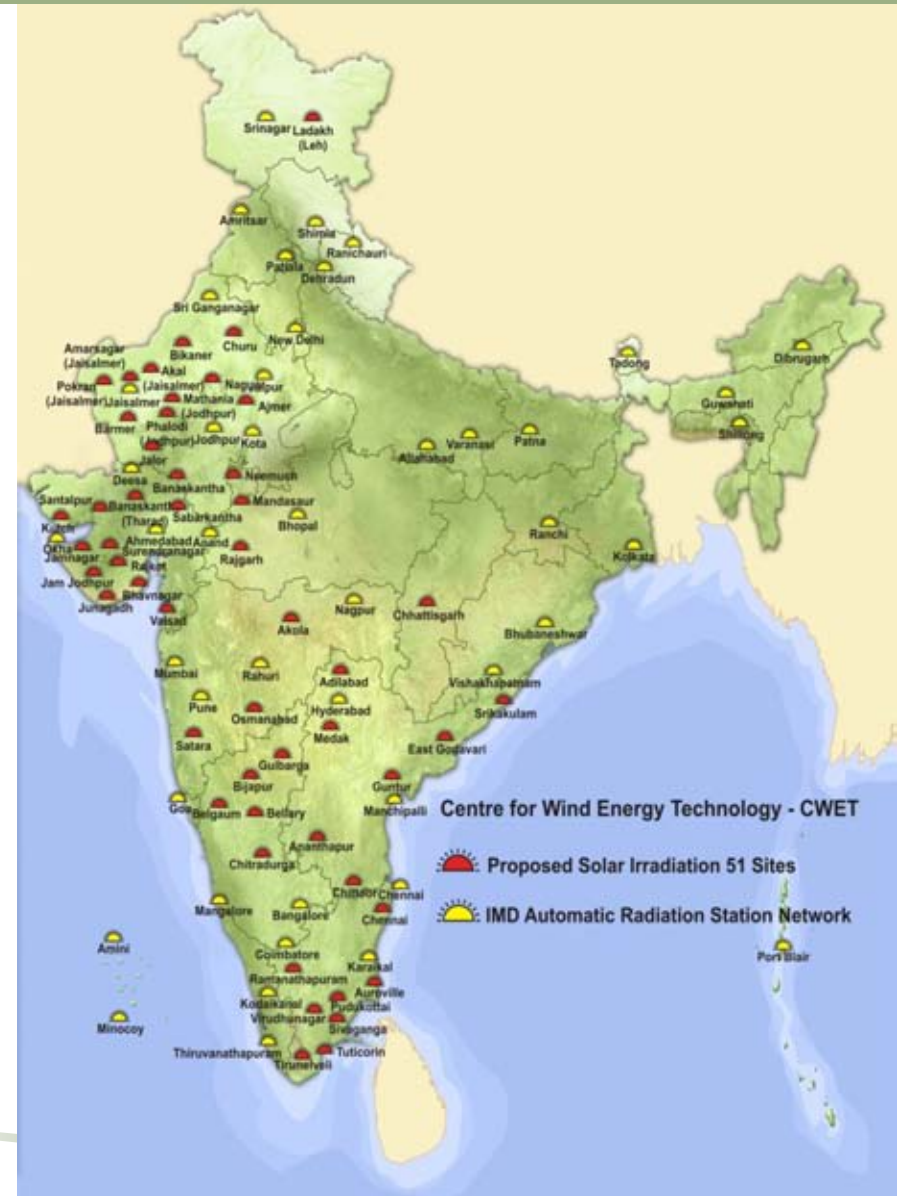 Srinagar
Ladakh
(Leh)
Amritsar
Shimla
Ranichauri
Patiala
Dehradun
Sri Ganganagar
New Delhi
Churu
Bikaner
Amarsagar
(Jaisalmer)
Akal
(Jaisalmer)
Nagpur
Pokran
(Jaisalmer)
Jaisalmer
Mathania
(Jodhpur)
Ajmer
Barmer
Phalodi
(Jodhpur)
Jodhpur
Kota
Jalor
Deesa
Banaskantha
Neemush
Santalpur
Banaskantha
(Tharad)
Sabarkantha
Mandasaur
Bhopal
Kutch
Okha
Jamnagar
Surendranagar
Ahmedabad
Anand
Rajgarh
Rajkot
Jam Jodhpur
Bhavnagar
Junagadh
Valsad
Tadong
Dibrugarh
Guwahati
Shillong
Allahabad
Varanasi
Patna
Ranchi
Kolkata
Akola
Nagpur
Chhattisgarh
Bhubaneshwar
Mumbai
Rahuri
Adilabad
Vishakhapatnam
Pune
Osmanabad
Hyderabad
Srikakulam
Satara
Medak
East Godavari
Gulbarga
Bijapur
Guntur
Goa
Belgaum
Bellary
Manchipalli
Centre for Wind Energy Technology - CWET
Ananthapur
Chitradurga
Proposed Solar Irradiation 51 Sites
Chittoor
Chennai
Mangalore
Bangalore
Chennai
IMD Automatic Radiation Station Network
Amini
Coimbatore
Karaikal
Port Blair
Ramanathapuram
Auroville
Kodaikanal
Pudukottai
Virudhunagar
Sivaganga
Minocoy
Thiruvanathapuram
Tuticorin
Tirunelveli